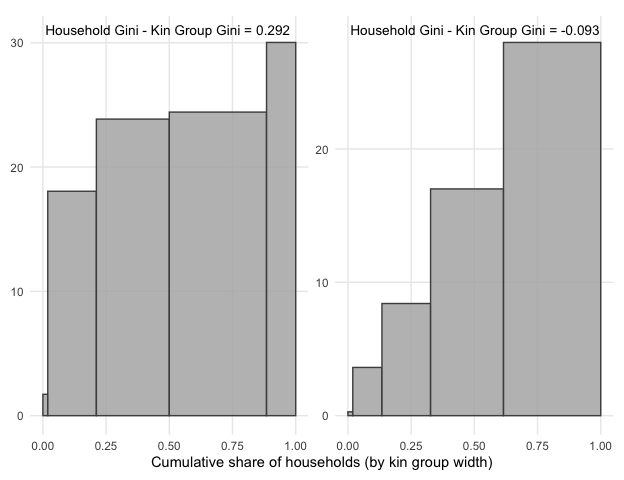 Household Gini - Kin Group Gini = 0.292
Household Gini - Kin Group Gini = -0.093
30
20
10
0
20
10
0
0.00 0.25 0.50 0.75 1.00
0.00 0.25 0.50 0.75 1.00
Cumulative share of households (by kin group width)